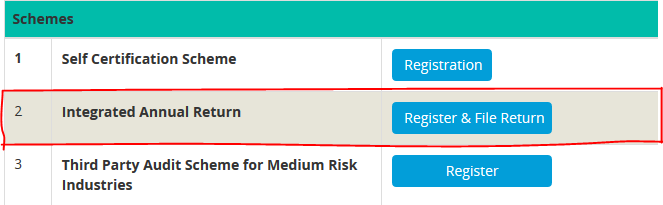 Schemes
1 Self Certification Scheme Registration
2 Integrated Annual Return Register & File Return
3 Third Party Audit Scheme for Medium Risk Register
Industries